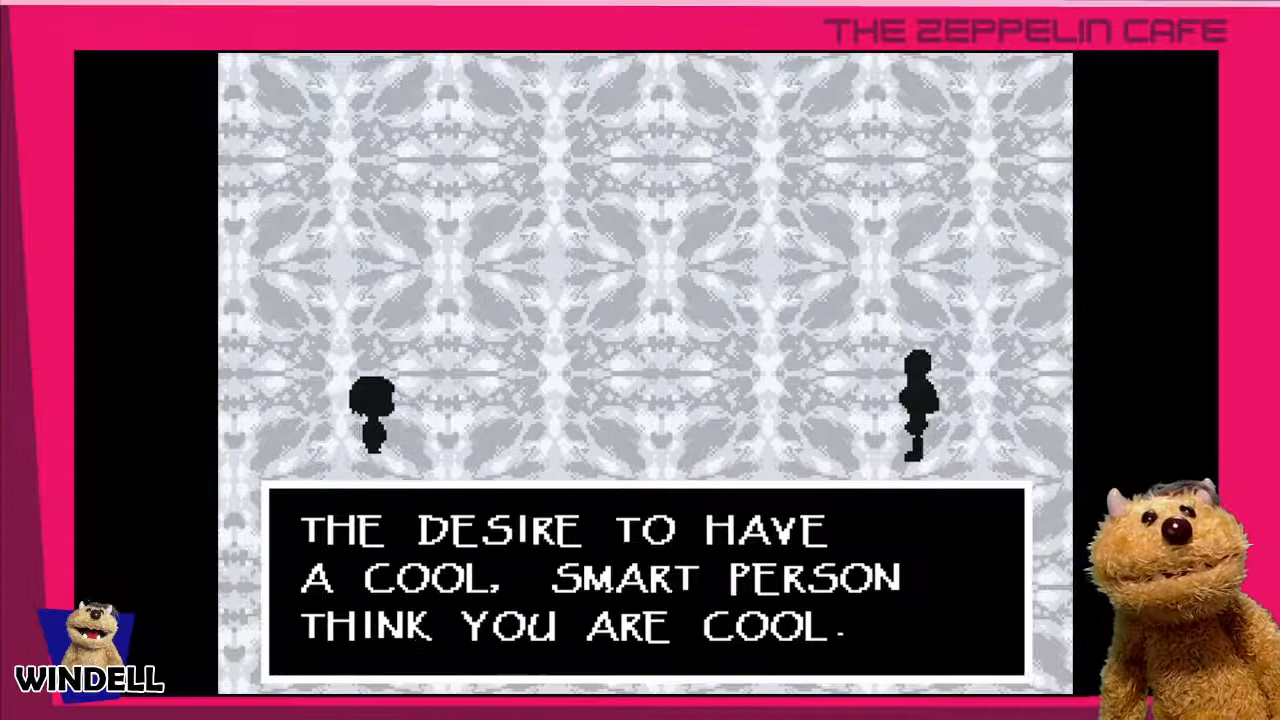 THE ZEPPELIN CAFE
THE DESIRE TO HAVE
A COOL, SMART PERSON
THINK YOU ARE COOL.
WINDELL